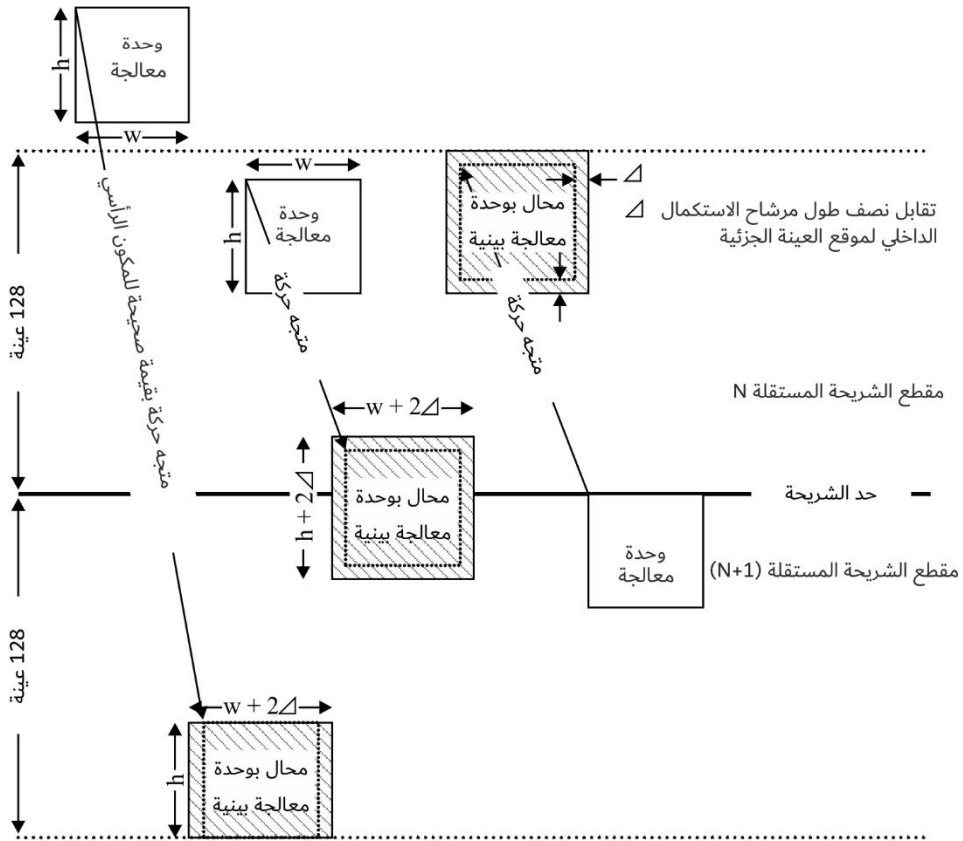 وحدة
معالجة
h
w
128 عينة
متجه حركة بقيمة صحيحة للمكون الرأسي
w
h
وحدة
معالجة
متجه حركة
محال بوحدة
معالجة بينية
⊿
⊿ تقابل نصف طول مرشاح الاستكمال
الداخلي لموقع العينة الجزئية
متجه حركة
مقطع الشريحة المستقلة N
w + 2⊿
h + 2⊿
محال بوحدة
معالجة بينية
حد الشريحة
وحدة
معالجة
مقطع الشريحة المستقلة (N+1)
128 عينة
w + 2⊿
h
محال بوحدة
معالجة بينية